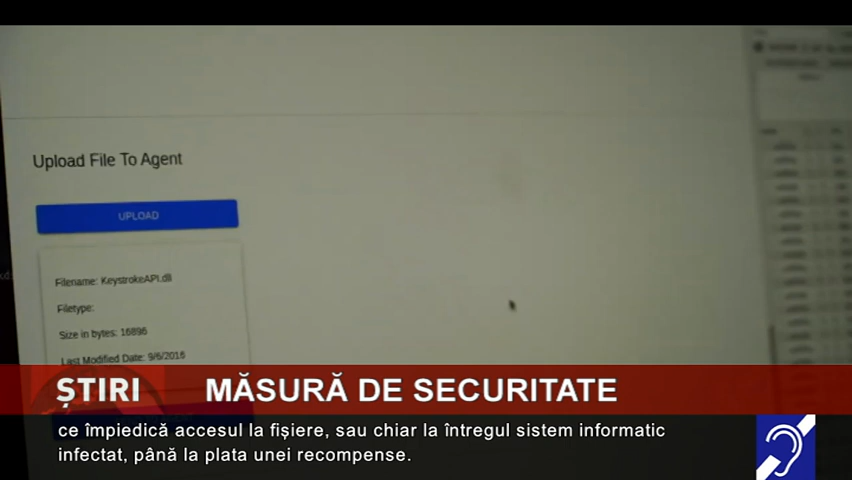 Upload File To Agent
UPLOAD
Filename: KeystrokeAPI.dll
Filetype:
Size in bytes: 16896
Last Modified Date: 9/6/2016
ȘTIRI MĂSURĂ DE SECURITATE
ce împiedică accesul la fișiere, sau chiar la întregul sistem informatic
infectat, până la plata unei recompense.